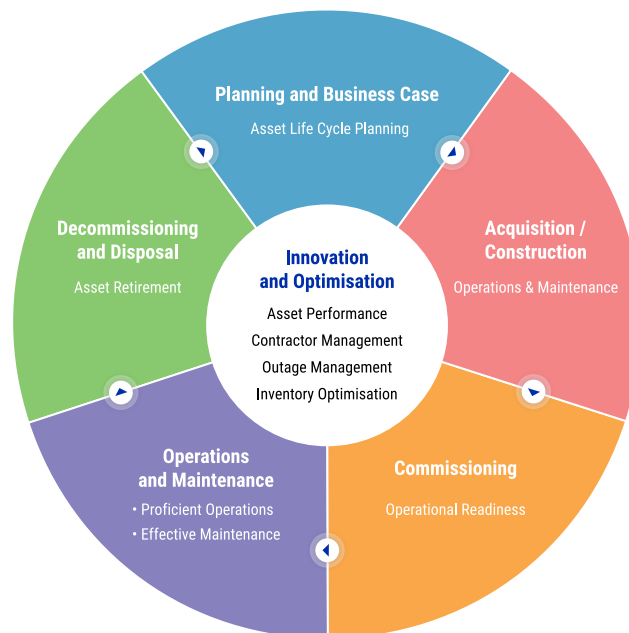 Planning and Business Case
Asset Life Cycle Planning
Acquisition /
Construction
Operations & Maintenance
Commissioning
Operational Readiness
Operations
and Maintenance
• Proficient Operations
• Effective Maintenance
Decommissioning
and Disposal
Asset Retirement
Innovation
and Optimisation
Asset Performance
Contractor Management
Outage Management
Inventory Optimisation